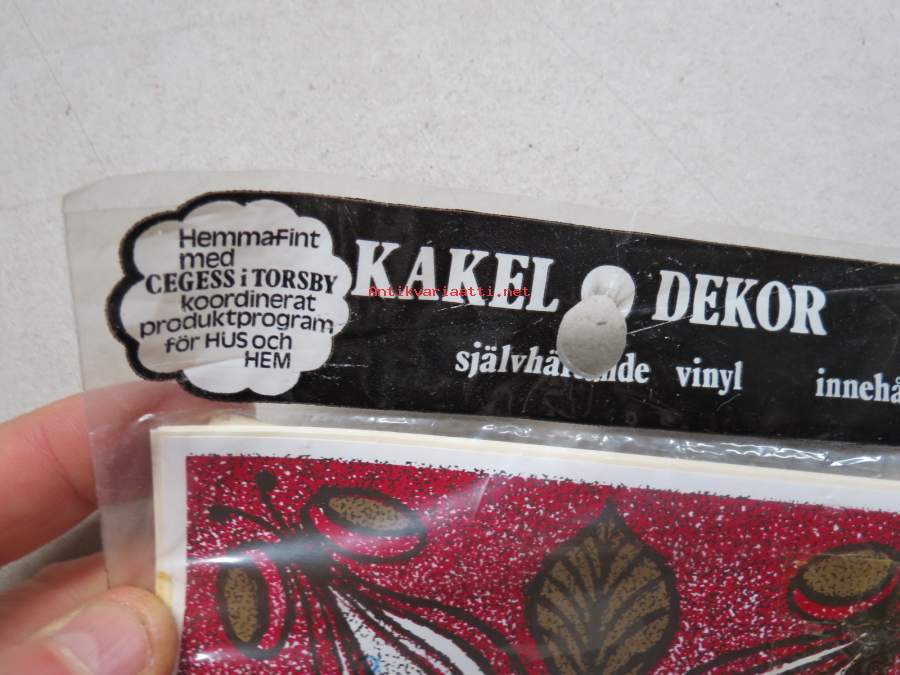 HemmaFint
med
CEGESS i TORSBY
koordinerat
produktprogram
för HUS och
HEM
KAKEL DEKOR
Antikvariaatti.net
vinyl